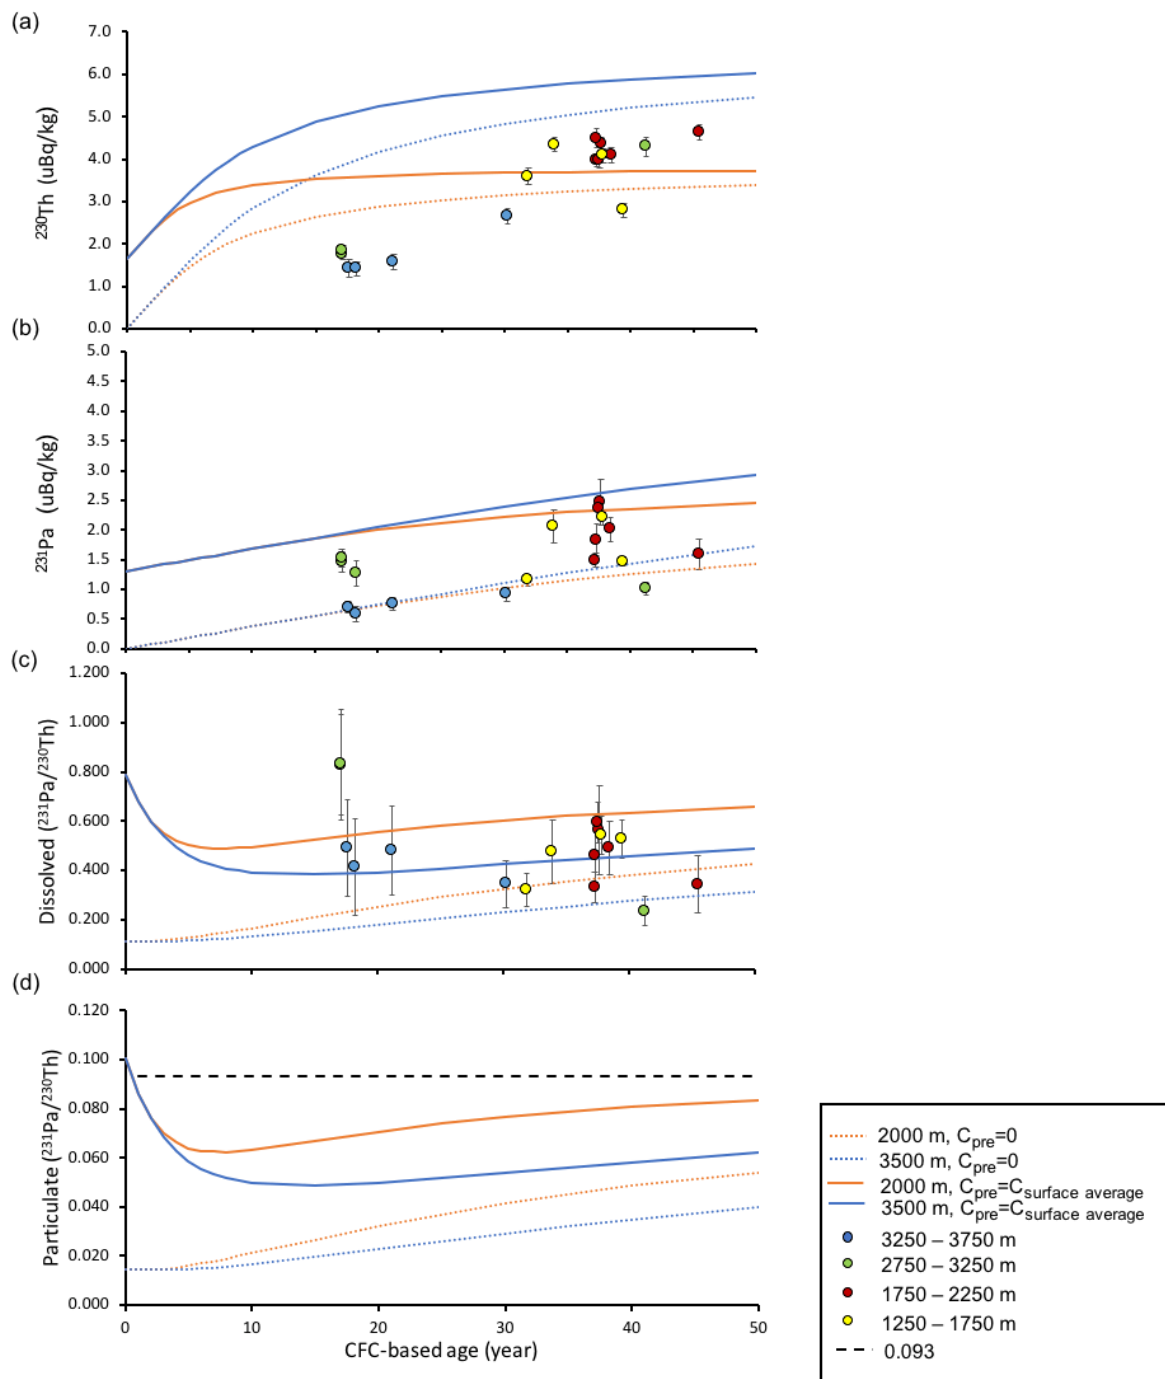 (a)
7.0
6.0
5.0
4.0
3.0
2.0
1.0
0.0
²³⁰Th (uBq/kg)
(b)
5.0
4.5
4.0
3.5
3.0
2.5
2.0
1.5
1.0
0.5
0.0
²³¹Pa (uBq/kg)
(c)
1.200
1.000
0.800
0.600
0.400
0.200
0.000
Dissolved (²³¹Pa/²³⁰Th)
(d)
0.120
0.100
0.080
0.060
0.040
0.020
0.000
Particulate (²³¹Pa/²³⁰Th)
0 10 20 30 40 50
CFC-based age (year)
2000 m, Cpre=0
3500 m, Cpre=0
2000 m, Cpre=Csurface average
3500 m, Cpre=Csurface average
3250 – 3750 m
2750 – 3250 m
1750 – 2250 m
1250 – 1750 m
0.093